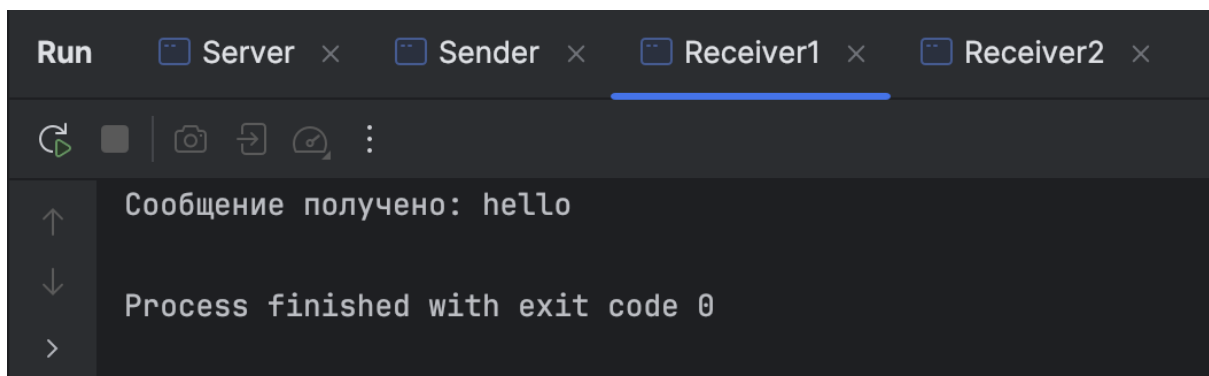 Run Server × Sender × Receiver1 × Receiver2 ×
Сообщение получено: hello
Process finished with exit code 0